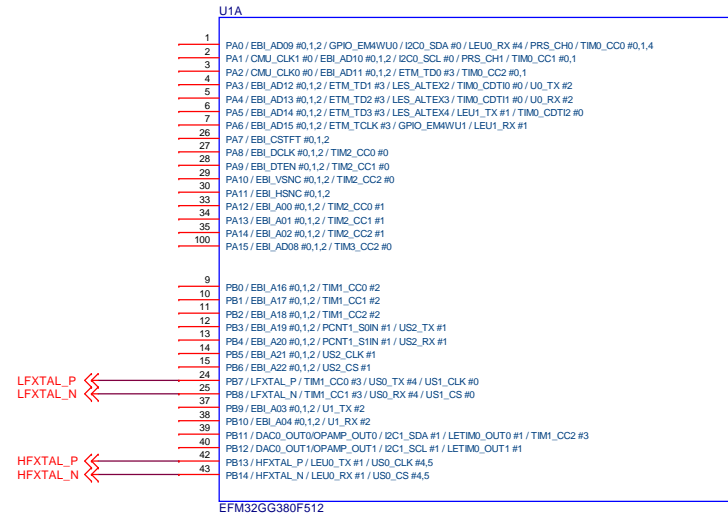 U1A
1 PA0 / EBI_AD09 #0,1,2 / GPIO_EM4WU0 / I2C0_SDA #0 / LEU0_RX #4 / PRS_CH0 / TIM0_CC0 #0,1,4
2 PA1 / CMU_CLK1 #0 / EBI_AD10 #0,1,2 / I2C0_SCL #0 / PRS_CH1 / TIM0_CC1 #0,1
3 PA2 / CMU_CLK0 #0 / EBI_AD11 #0,1,2 / ETM_TD0 #3 / TIM0_CC2 #0,1
4 PA3 / EBI_AD12 #0,1,2 / ETM_TD1 #3 / LES_ALTEX2 / TIM0_CDTI0 #0 / U0_TX #2
5 PA4 / EBI_AD13 #0,1,2 / ETM_TD2 #3 / LES_ALTEX3 / TIM0_CDTI1 #0 / U0_RX #2
6 PA5 / EBI_AD14 #0,1,2 / ETM_TD3 #3 / LES_ALTEX4 / LEU1_TX #1 / TIM0_CDTI2 #0
7 PA6 / EBI_AD15 #0,1,2 / ETM_TCLK #3 / GPIO_EM4WU1 / LEU1_RX #1
26 PA7 / EBI_CSTFT #0,1,2
27 PA8 / EBI_DCLK #0,1,2 / TIM2_CC0 #0
28 PA9 / EBI_DTEN #0,1,2 / TIM2_CC1 #0
29 PA10 / EBI_VSNC #0,1,2 / TIM2_CC2 #0
30 PA11 / EBI_HSNC #0,1,2
33 PA12 / EBI_A00 #0,1,2 / TIM2_CC0 #1
34 PA13 / EBI_A01 #0,1,2 / TIM2_CC1 #1
35 PA14 / EBI_A02 #0,1,2 / TIM2_CC2 #1
100 PA15 / EBI_AD08 #0,1,2 / TIM3_CC2 #0
9 PB0 / EBI_A16 #0,1,2 / TIM1_CC0 #2
10 PB1 / EBI_A17 #0,1,2 / TIM1_CC1 #2
11 PB2 / EBI_A18 #0,1,2 / TIM1_CC2 #2
12 PB3 / EBI_A19 #0,1,2 / PCNT1_S0IN #1 / US2_TX #1
13 PB4 / EBI_A20 #0,1,2 / PCNT1_S1IN #1 / US2_RX #1
14 PB5 / EBI_A21 #0,1,2 / US2_CLK #1
15 PB6 / EBI_A22 #0,1,2 / US2_CS #1
LFXTAL_P 24 PB7 / LFXTAL_P / TIM1_CC0 #3 / US0_TX #4 / US1_CLK #0
LFXTAL_N 25 PB8 / LFXTAL_N / TIM1_CC1 #3 / US0_RX #4 / US1_CS #0
37 PB9 / EBI_A03 #0,1,2 / U1_TX #2
38 PB10 / EBI_A04 #0,1,2 / U1_RX #2
39 PB11 / DAC0_OUT0/OPAMP_OUT0 / I2C1_SDA #1 / LETIM0_OUT0 #1 / TIM1_CC2 #3
40 PB12 / DAC0_OUT1/OPAMP_OUT1 / I2C1_SCL #1 / LETIM0_OUT1 #1
HFXTAL_P 42 PB13 / HFXTAL_P / LEU0_TX #1 / US0_CLK #4,5
HFXTAL_N 43 PB14 / HFXTAL_N / LEU0_RX #1 / US0_CS #4,5
EFM32GG380F512